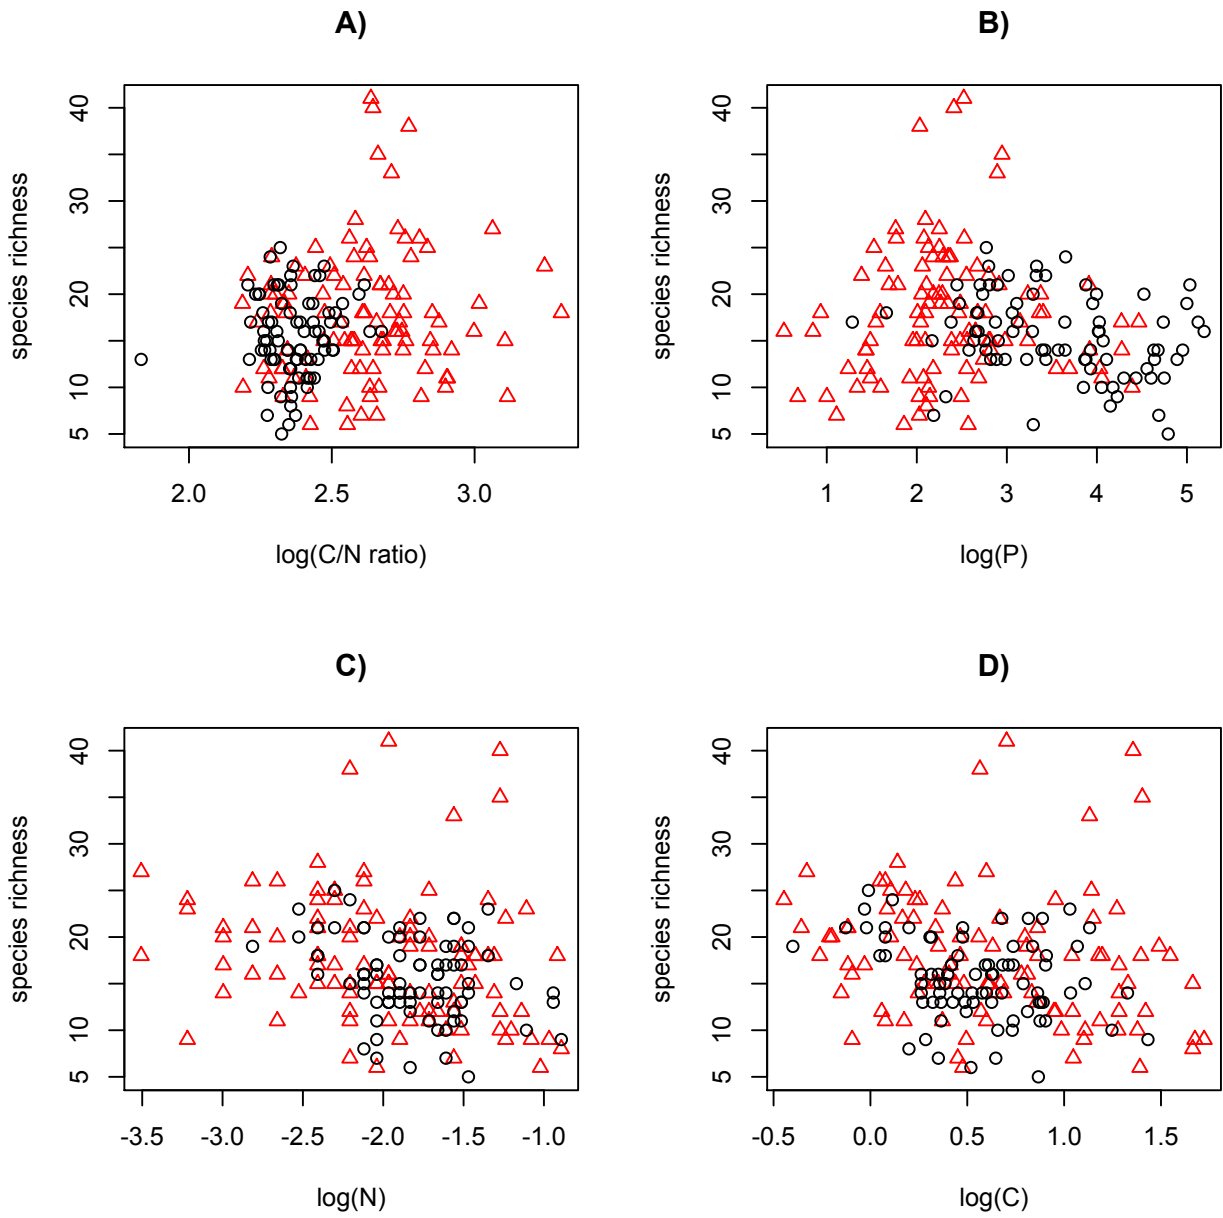 A)
species richness
40
30
20
10
5
2.0 2.5 3.0
log(C/N ratio)
B)
species richness
40
30
20
10
5
1 2 3 4 5
log(P)
C)
species richness
40
30
20
10
5
-3.5 -3.0 -2.5 -2.0 -1.5 -1.0
log(N)
D)
species richness
40
30
20
10
5
-0.5 0.0 0.5 1.0 1.5
log(C)